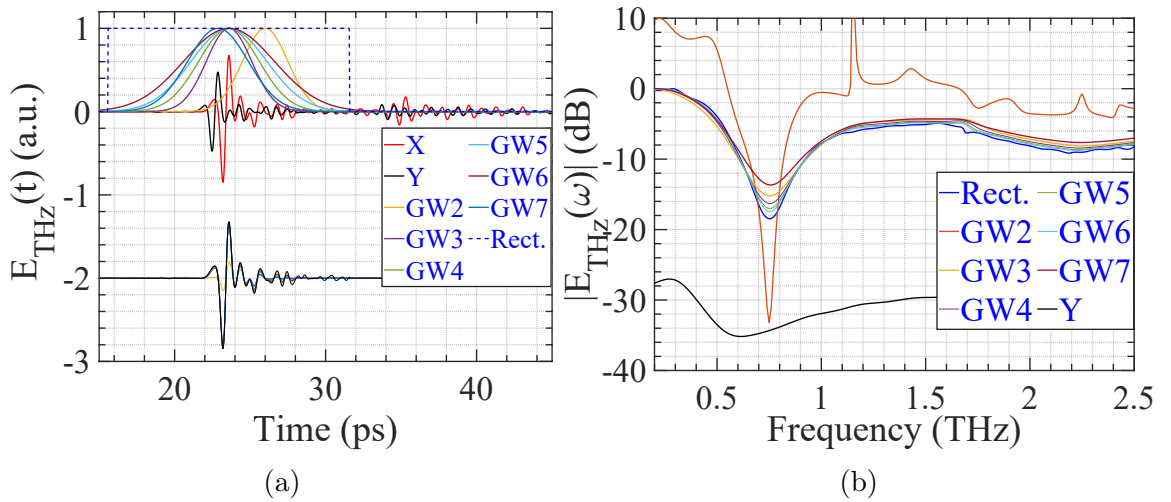 E_THz(t) (a.u.)
1
0
-1
-2
-3
20
30
40
Time (ps)
X
Y
GW2
GW3
GW4
GW5
GW6
GW7
Rect.
(a)
|E_THz(ω)| (dB)
10
0
-10
-20
-30
-40
0.5
1
1.5
2
2.5
Frequency (THz)
Rect.
GW2
GW3
GW4
GW5
GW6
GW7
Y
(b)